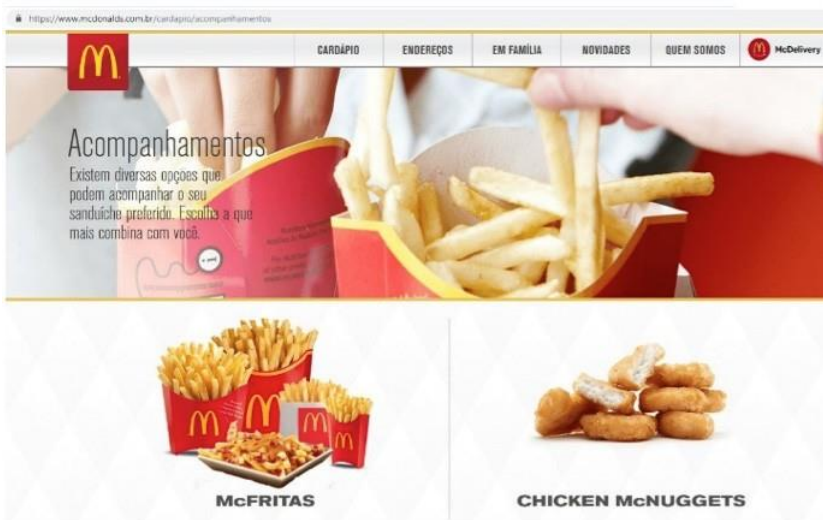 https://www.mcdonalds.com.br/cardapio/acompanhamentos
CARDÁPIO ENDEREÇOS EM FAMÍLIA NOVIDADES QUEM SOMOS McDelivery
Acompanhamentos
Existem diversas opções que
podem acompanhar o seu
sanduíche preferido. Escolha a que
mais combina com você.
McFRITAS
CHICKEN McNUGGETS